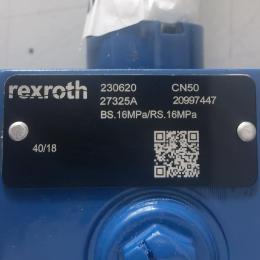 rexroth 230620 CN50
27325A 20997447
BS.16MPa/RS.16MPa
40/18